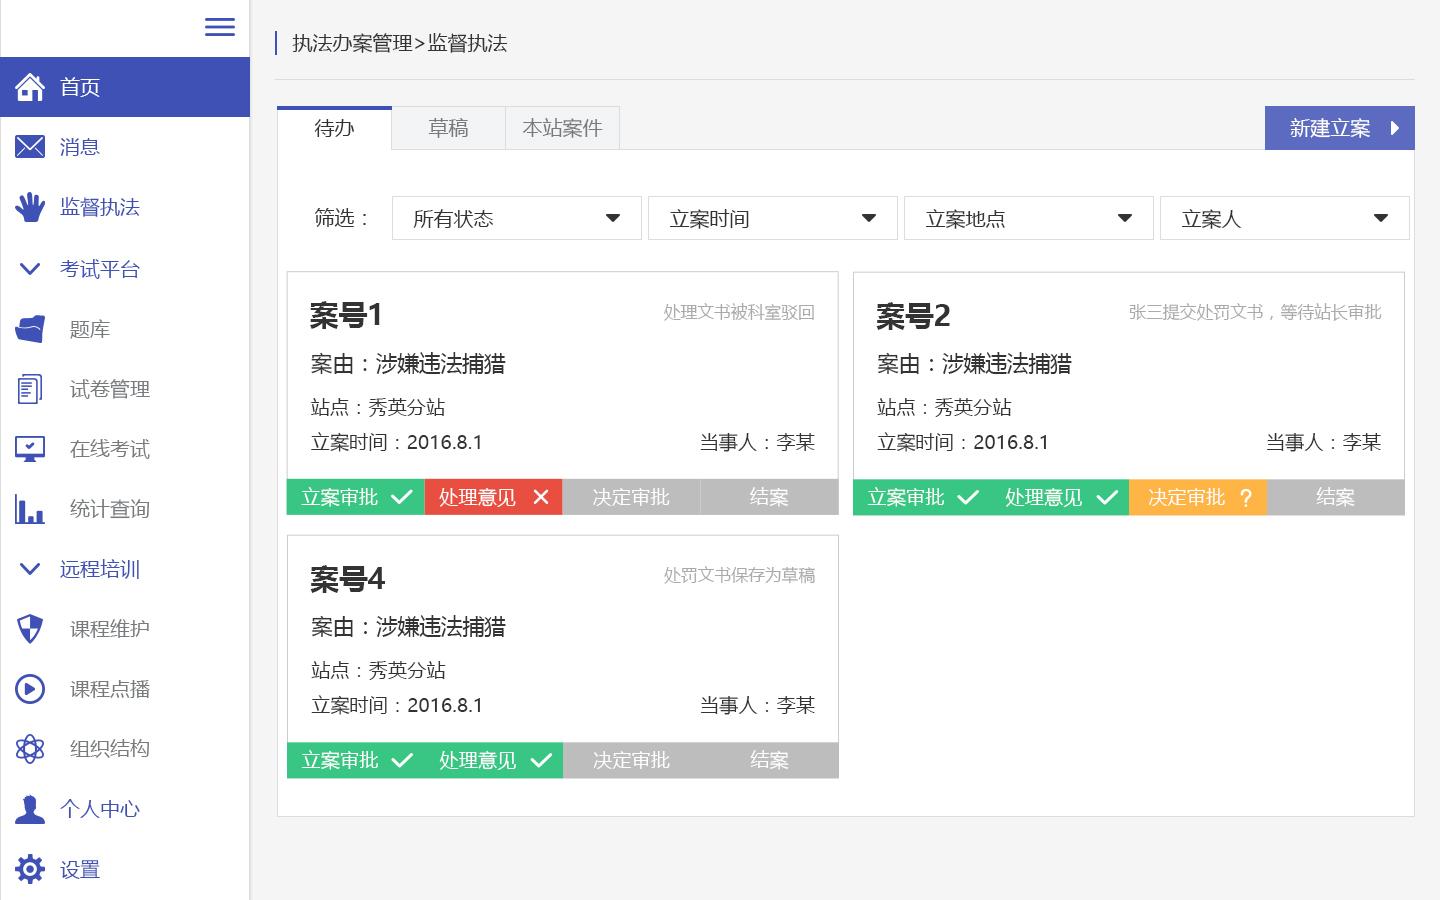 首页
消息
监督执法
考试平台
题库
试卷管理
在线考试
统计查询
远程培训
课程维护
课程点播
组织结构
个人中心
设置
执法办案管理>监督执法
待办
草稿
本站案件
新建立案
筛选：
所有状态
立案时间
立案地点
立案人
案号1
处理文书被科室驳回
案由：涉嫌违法捕猎
站点：秀英分站
立案时间：2016.8.1
当事人：李某
立案审批
处理意见
决定审批
结案
案号2
张三提交处罚文书，等待站长审批
案由：涉嫌违法捕猎
站点：秀英分站
立案时间：2016.8.1
当事人：李某
立案审批
处理意见
决定审批 ?
结案
案号4
处罚文书保存为草稿
案由：涉嫌违法捕猎
站点：秀英分站
立案时间：2016.8.1
当事人：李某
立案审批
处理意见
决定审批
结案